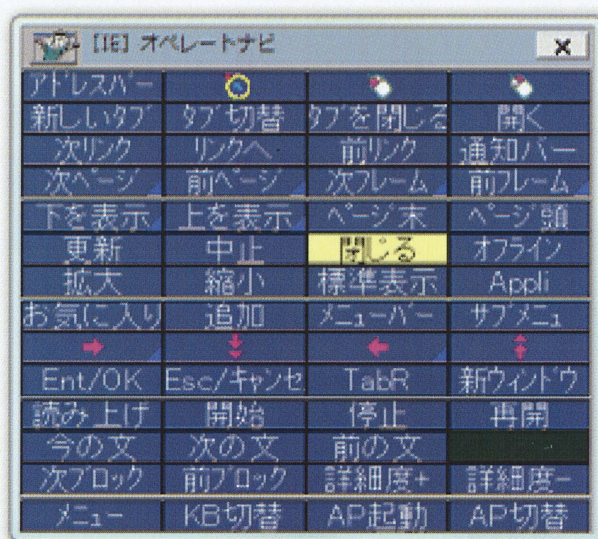 [IE] オペレートナビ
アドレスバー
新しいタブ タブ切替 タブを閉じる 開く
次リンク リンクへ 前リンク 通知バー
次ページ 前ページ 次フレーム 前フレーム
下を表示 上を表示 ページ末 ページ頭
更新 中止 閉じる オフライン
拡大 縮小 標準表示 Appli
お気に入り 追加 メニューバー サブメニュ
Ent/OK Esc/キャンセ TabR 新ウィンドウ
読み上げ 開始 停止 再開
今の文 次の文 前の文
次ブロック 前ブロック 詳細度+ 詳細度-
メニュー KB切替 AP起動 AP切替